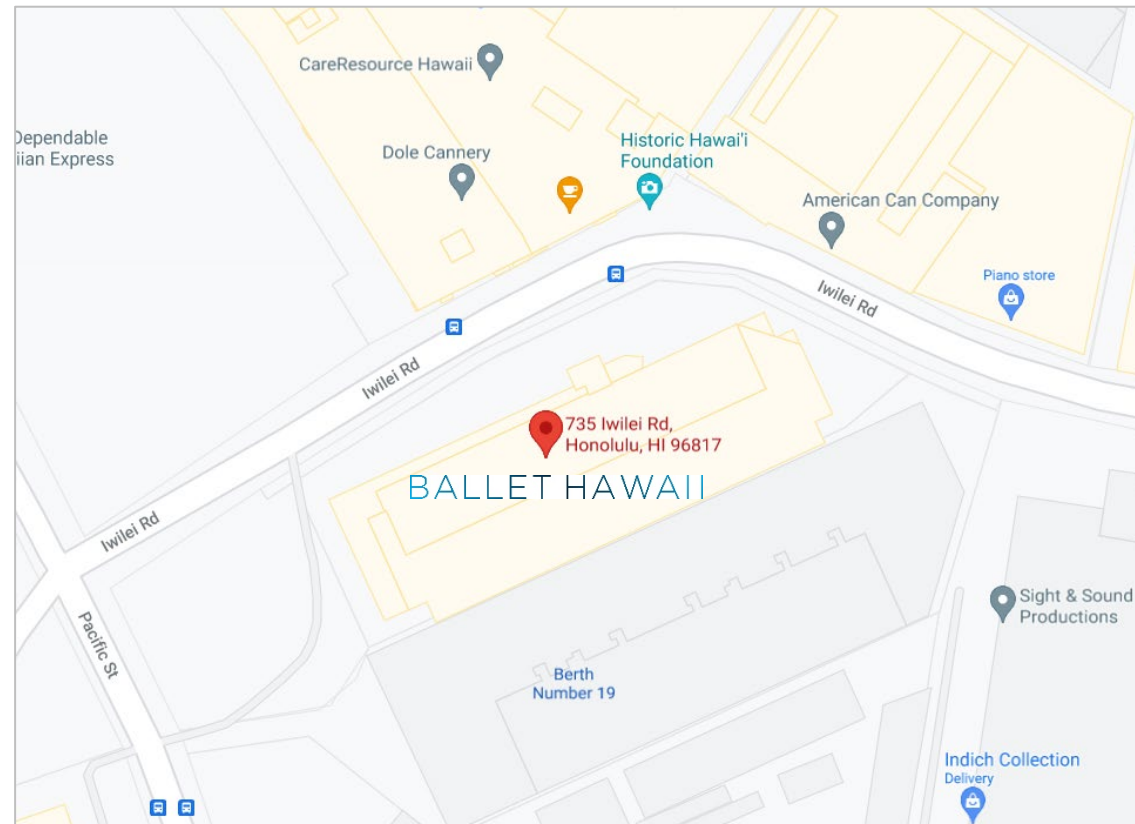 CareResource Hawaii
Dependable
iian Express
Dole Cannery
Historic Hawai'i
Foundation
American Can Company
Piano store
Iwilei Rd
Iwilei Rd
735 Iwilei Rd,
Honolulu, HI 96817
BALLET HAWAII
Iwilei Rd
Pacific St
Sight & Sound
Productions
Berth
Number 19
Indich Collection
Delivery